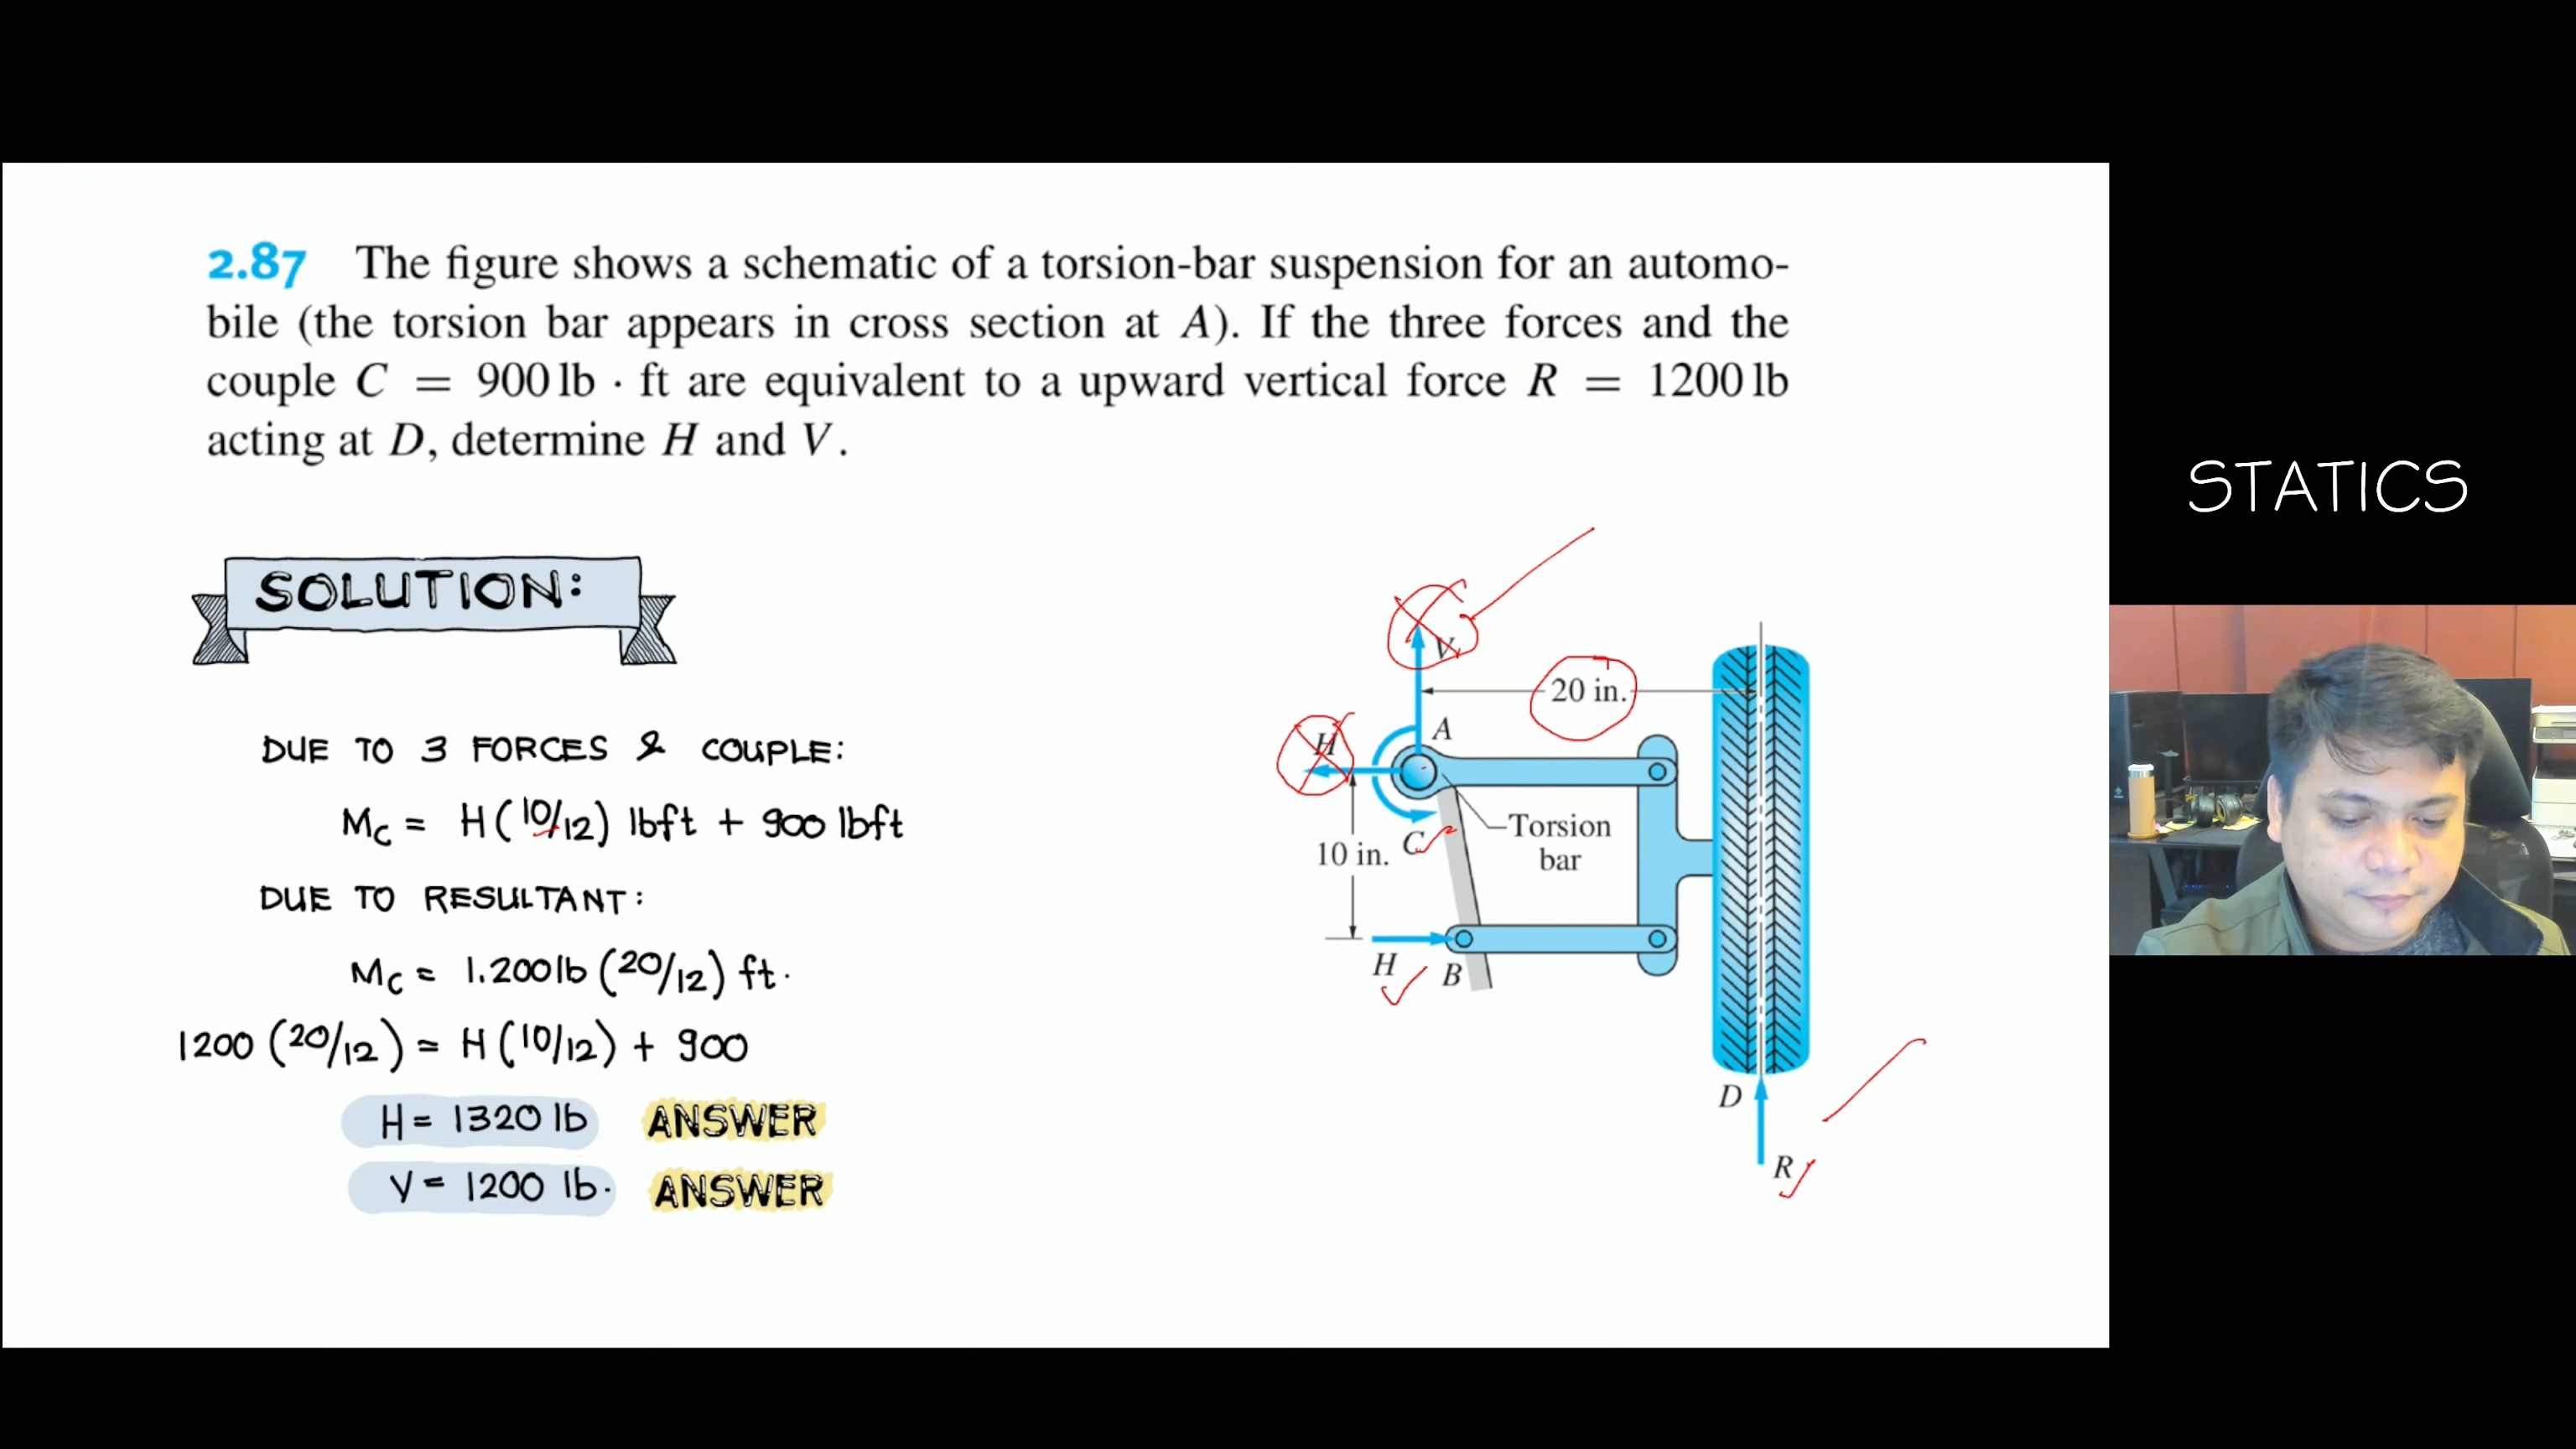 2.87 The figure shows a schematic of a torsion-bar suspension for an automo-
bile (the torsion bar appears in cross section at A). If the three forces and the
couple C = 900 lb · ft are equivalent to a upward vertical force R = 1200 lb
acting at D, determine H and V.
STATICS
SOLUTION:
DUE TO 3 FORCES & COUPLE:
MC = H(10/12) lbft + 900 lbft
DUE TO RESULTANT:
MC = 1.200lb (20/12) ft.
1200 (20/12) = H(10/12) + 900
H = 1320 lb ANSWER
V = 1200 lb. ANSWER
V
20 in.
A
H
Torsion
bar
10 in.
C
H
B
D
R